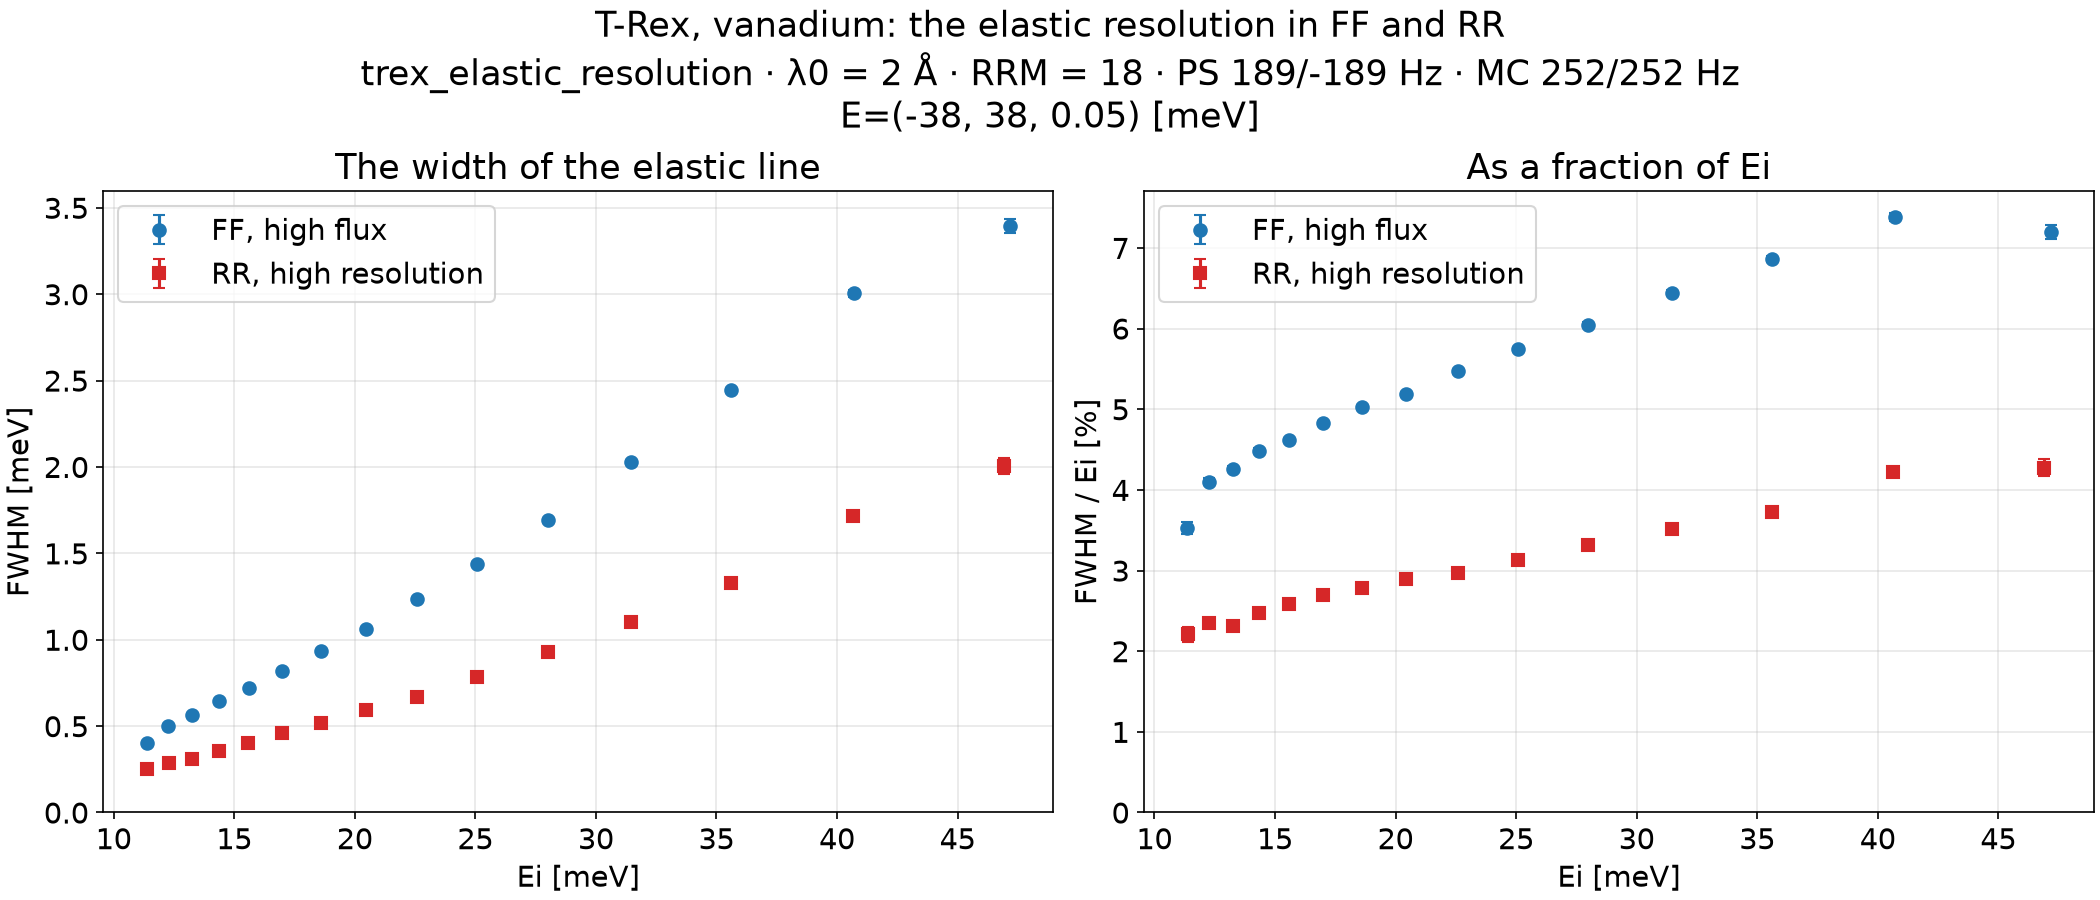 T-Rex, vanadium: the elastic resolution in FF and RR
trex_elastic_resolution · λ0 = 2 Å · RRM = 18 · PS 189/-189 Hz · MC 252/252 Hz
E=(-38, 38, 0.05) [meV]
The width of the elastic line
FF, high flux
RR, high resolution
FWHM [meV]
3.5
3.0
2.5
2.0
1.5
1.0
0.5
0.0
10 15 20 25 30 35 40 45
Ei [meV]
As a fraction of Ei
FF, high flux
RR, high resolution
FWHM / Ei [%]
7
6
5
4
3
2
1
0
10 15 20 25 30 35 40 45
Ei [meV]